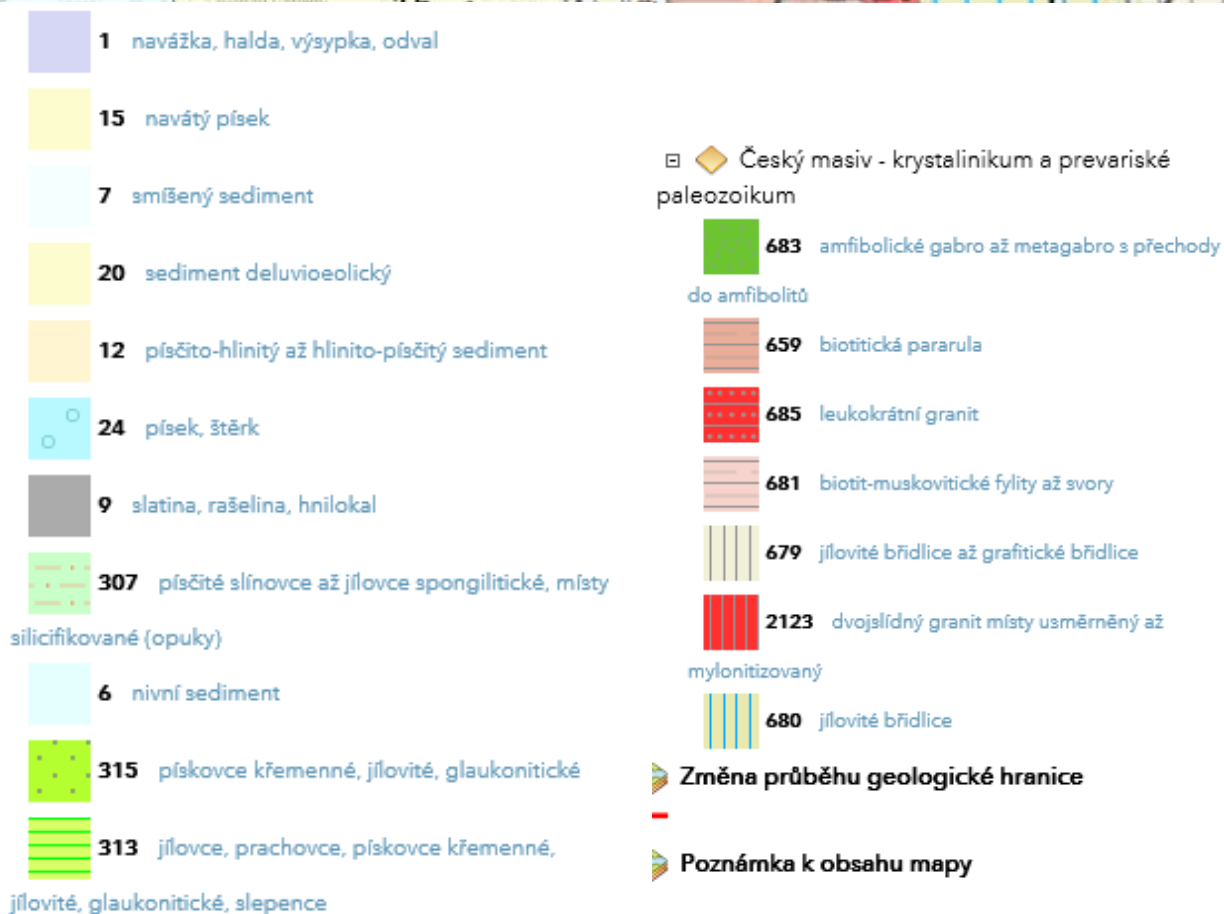 1 navážka, halda, výsypka, odval
15 navátý písek
7 smíšený sediment
20 sediment deluvioeolický
12 písčito-hlinitý až hlinito-písčitý sediment
24 písek, štěrk
9 slatina, rašelina, hnilokal
307 písčité slínovce až jílovce spongilitické, místy
silicifikované (opuky)
6 nivní sediment
315 pískovce křemenné, jílovité, glaukonitické
313 jílovce, prachovce, pískovce křemenné,
jílovité, glaukonitické, slepence
Český masiv - krystalinikum a prevariské
paleozoikum
683 amfibolické gabro až metagabro s přechody
do amfibolitů
659 biotitická pararula
685 leukokrátní granit
681 biotit-muskovitické fylity až svory
679 jílovité břidlice až grafitické břidlice
2123 dvojslídný granit místy usměrněný až
mylonitizovaný
680 jílovité břidlice
Změna průběhu geologické hranice
Poznámka k obsahu mapy